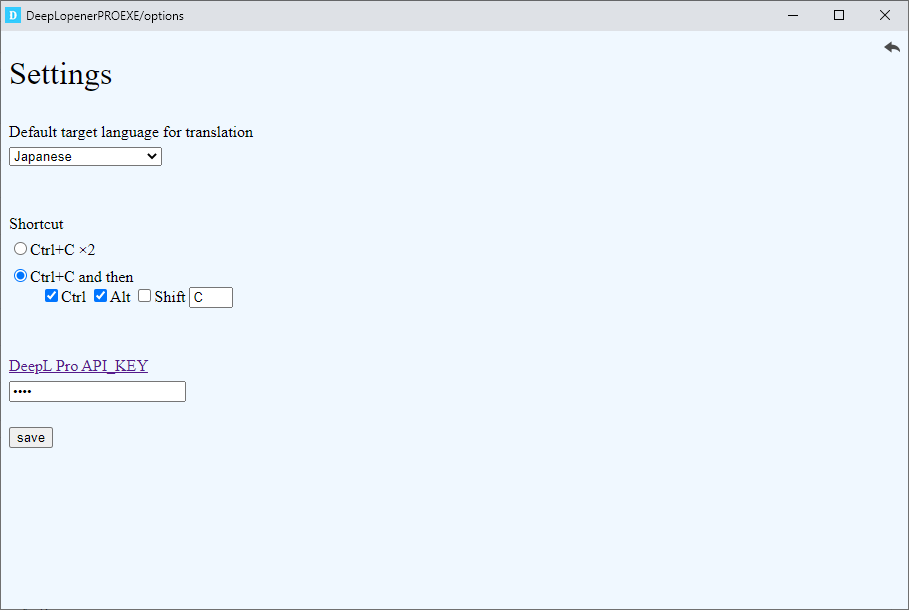 D DeepLopenerPROEXE/options
Settings
Default target language for translation
Japanese
Shortcut
Ctrl+C ×2
Ctrl+C and then
Ctrl Alt Shift C
DeepL Pro API_KEY
••••
save